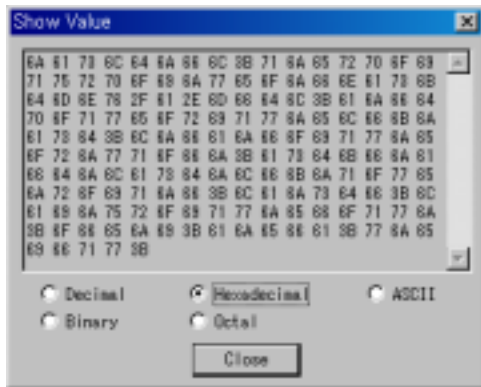 Show Value
6A 61 73 6C 64 6A 66 6C 3B 71 6A 65 72 70 6F 69
71 75 72 70 6F 69 6A 77 65 6F 6A 66 6E 61 73 6B
64 6D 6E 76 2F 61 2E 6D 66 64 6C 3B 61 6A 66 64
70 6F 71 77 65 6F 72 69 71 77 6A 65 6C 66 6B 6A
61 73 64 3B 6C 6A 66 61 6A 66 6F 69 71 77 6A 65
6F 72 6A 77 71 6F 66 6A 3B 61 73 64 6B 66 6A 61
66 64 6A 6C 61 73 64 6A 6C 66 6B 6A 71 6F 77 65
6A 72 6F 69 71 6A 66 3B 6C 61 6A 73 64 66 3B 6C
61 69 6A 75 72 6F 69 71 77 6A 65 66 6F 71 77 6A
3B 6F 66 65 6A 69 3B 61 6A 65 66 61 3B 77 6A 65
69 66 71 77 3B
Decimal Hexadecimal ASCII
Binary Octal
Close